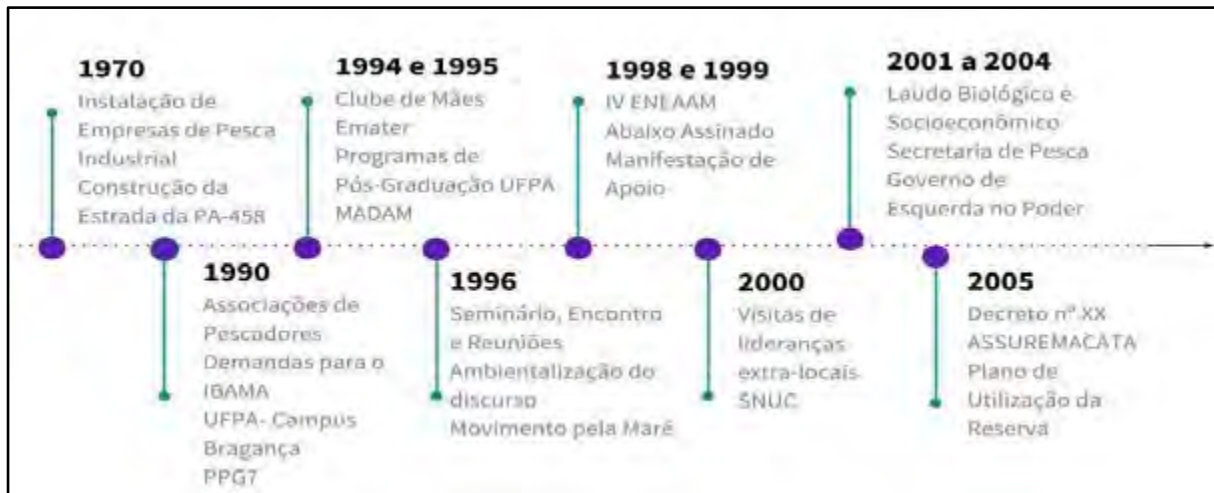 1970
Instalação de
Empresas de Pesca
Industrial
Construção da
Estrada da PA-458
1990
Associações de
Pescadores
Demandas para o
IBAMA
UFPA- Campus
Bragança
PPG7
1994 e 1995
Clube de Mães
Emater
Programas de
Pós-Graduação UFPA
MADAM
1996
Seminário, Encontro
e Reuniões
Ambientalização do
discurso
Movimento pela Maré
1998 e 1999
IV ENEAAM
Abaixo Assinado
Manifestação de
Apoio
2000
Visitas de
lideranças
extra-locais
SNUC
2001 a 2004
Laudo Biológico e
Socioeconômico
Secretaria de Pesca
Governo de
Esquerda no Poder
2005
Decreto nº XX
ASSUREMACATA
Plano de
Utilização da
Reserva